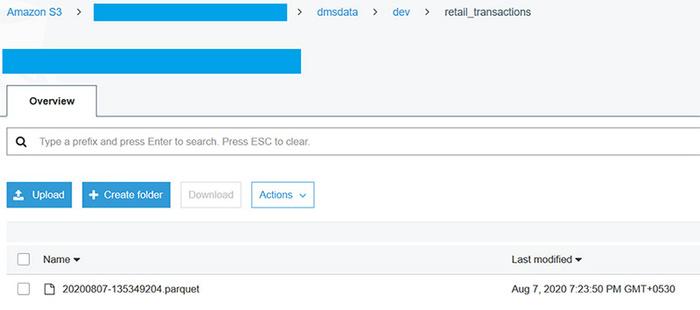 Amazon S3 > > dmsdata > dev > retail_transactions
Overview
Type a prefix and press Enter to search. Press ESC to clear.
Upload Create folder Download Actions
Name Last modified
20200807-135349204.parquet Aug 7, 2020 7:23:50 PM GMT+0530